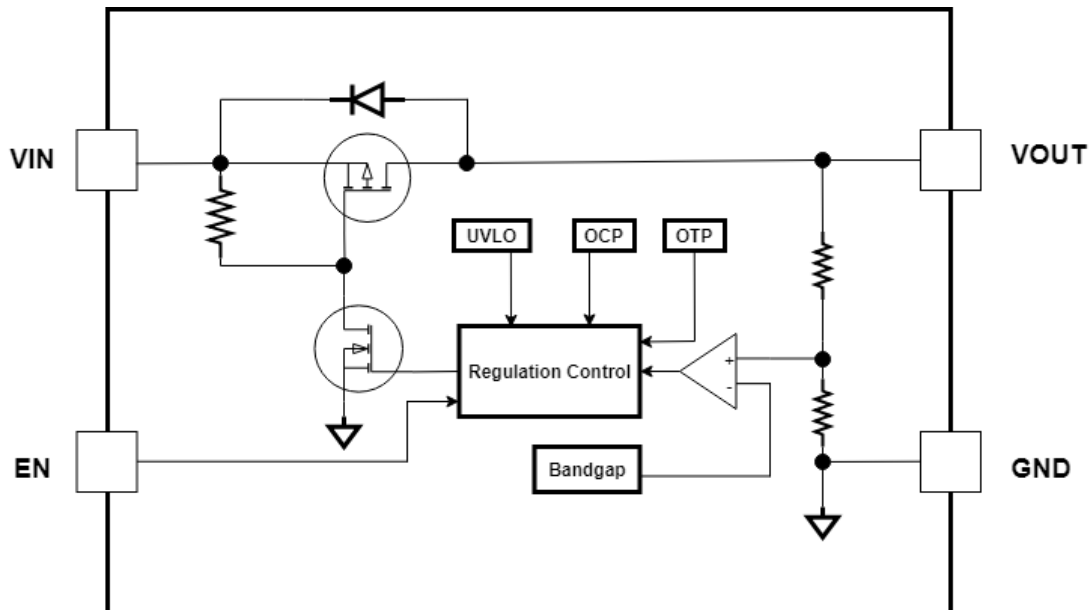 VIN
VOUT
UVLO
OCP
OTP
Regulation Control
+
-
EN
Bandgap
GND